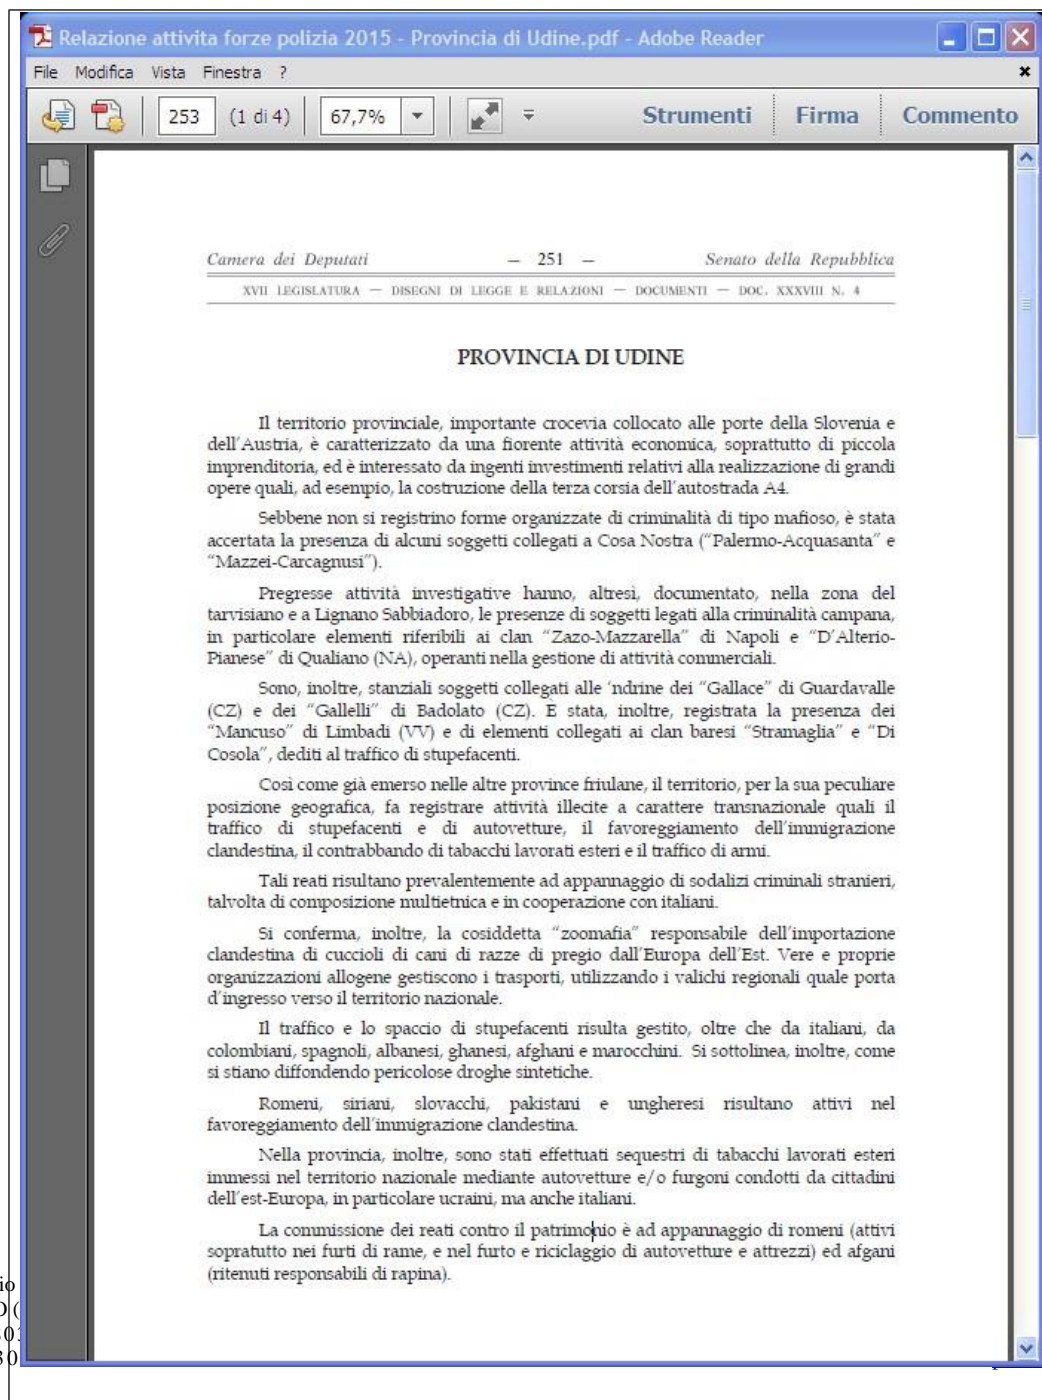 Relazione attivita forze polizia 2015 - Provincia di Udine.pdf - Adobe Reader
File Modifica Vista Finestra ?
253 (1 di 4) 67,7% Strumenti Firma Commento
Camera dei Deputati – 251 – Senato della Repubblica
XVII LEGISLATURA — DISEGNI DI LEGGE E RELAZIONI — DOCUMENTI — DOC. XXXVIII N. 4
PROVINCIA DI UDINE
Il territorio provinciale, importante crocevia collocato alle porte della Slovenia e
dell'Austria, è caratterizzato da una fiorente attività economica, soprattutto di piccola
imprenditoria, ed è interessato da ingenti investimenti relativi alla realizzazione di grandi
opere quali, ad esempio, la costruzione della terza corsia dell'autostrada A4.
Sebbene non si registrino forme organizzate di criminalità di tipo mafioso, è stata
accertata la presenza di alcuni soggetti collegati a Cosa Nostra ("Palermo-Acquasanta" e
"Mazzei-Carcagnusi").
Pregresse attività investigative hanno, altresì, documentato, nella zona del
tarvisiano e a Lignano Sabbiadoro, le presenze di soggetti legati alla criminalità campana,
in particolare elementi riferibili ai clan "Zazo-Mazzarella" di Napoli e "D'Alterio-
Pianese" di Qualiano (NA), operanti nella gestione di attività commerciali.
Sono, inoltre, stanziali soggetti collegati alle 'ndrine dei "Gallace" di Guardavalle
(CZ) e dei "Gallelli" di Badolato (CZ). È stata, inoltre, registrata la presenza dei
"Mancuso" di Limbadi (VV) e di elementi collegati ai clan baresi "Stramaglia" e "Di
Cosola", dediti al traffico di stupefacenti.
Così come già emerso nelle altre province friulane, il territorio, per la sua peculiare
posizione geografica, fa registrare attività illecite a carattere transnazionale quali il
traffico di stupefacenti e di autovetture, il favoreggiamento dell'immigrazione
clandestina, il contrabbando di tabacchi lavorati esteri e il traffico di armi.
Tali reati risultano prevalentemente ad appannaggio di sodalizi criminali stranieri,
talvolta di composizione multietnica e in cooperazione con italiani.
Si conferma, inoltre, la cosiddetta "zoomafia" responsabile dell'importazione
clandestina di cuccioli di cani di razze di pregio dall'Europa dell'Est. Vere e proprie
organizzazioni allogene gestiscono i trasporti, utilizzando i valichi regionali quale porta
d'ingresso verso il territorio nazionale.
Il traffico e lo spaccio di stupefacenti risulta gestito, oltre che da italiani, da
colombiani, spagnoli, albanesi, ghanesi, afghani e marocchini. Si sottolinea, inoltre, come
si stiano diffondendo pericolose droghe sintetiche.
Romeni, siriani, slovacchi, pakistani e ungheresi risultano attivi nel
favoreggiamento dell'immigrazione clandestina.
Nella provincia, inoltre, sono stati effettuati sequestri di tabacchi lavorati esteri
immessi nel territorio nazionale mediante autovetture e/o furgoni condotti da cittadini
dell'est-Europa, in particolare ucraini, ma anche italiani.
La commissione dei reati contro il patrimonio è ad appannaggio di romeni (attivi
sopratutto nei furti di rame, e nel furto e riciclaggio di autovetture e attrezzi) ed afgani
(ritenuti responsabili di rapina).